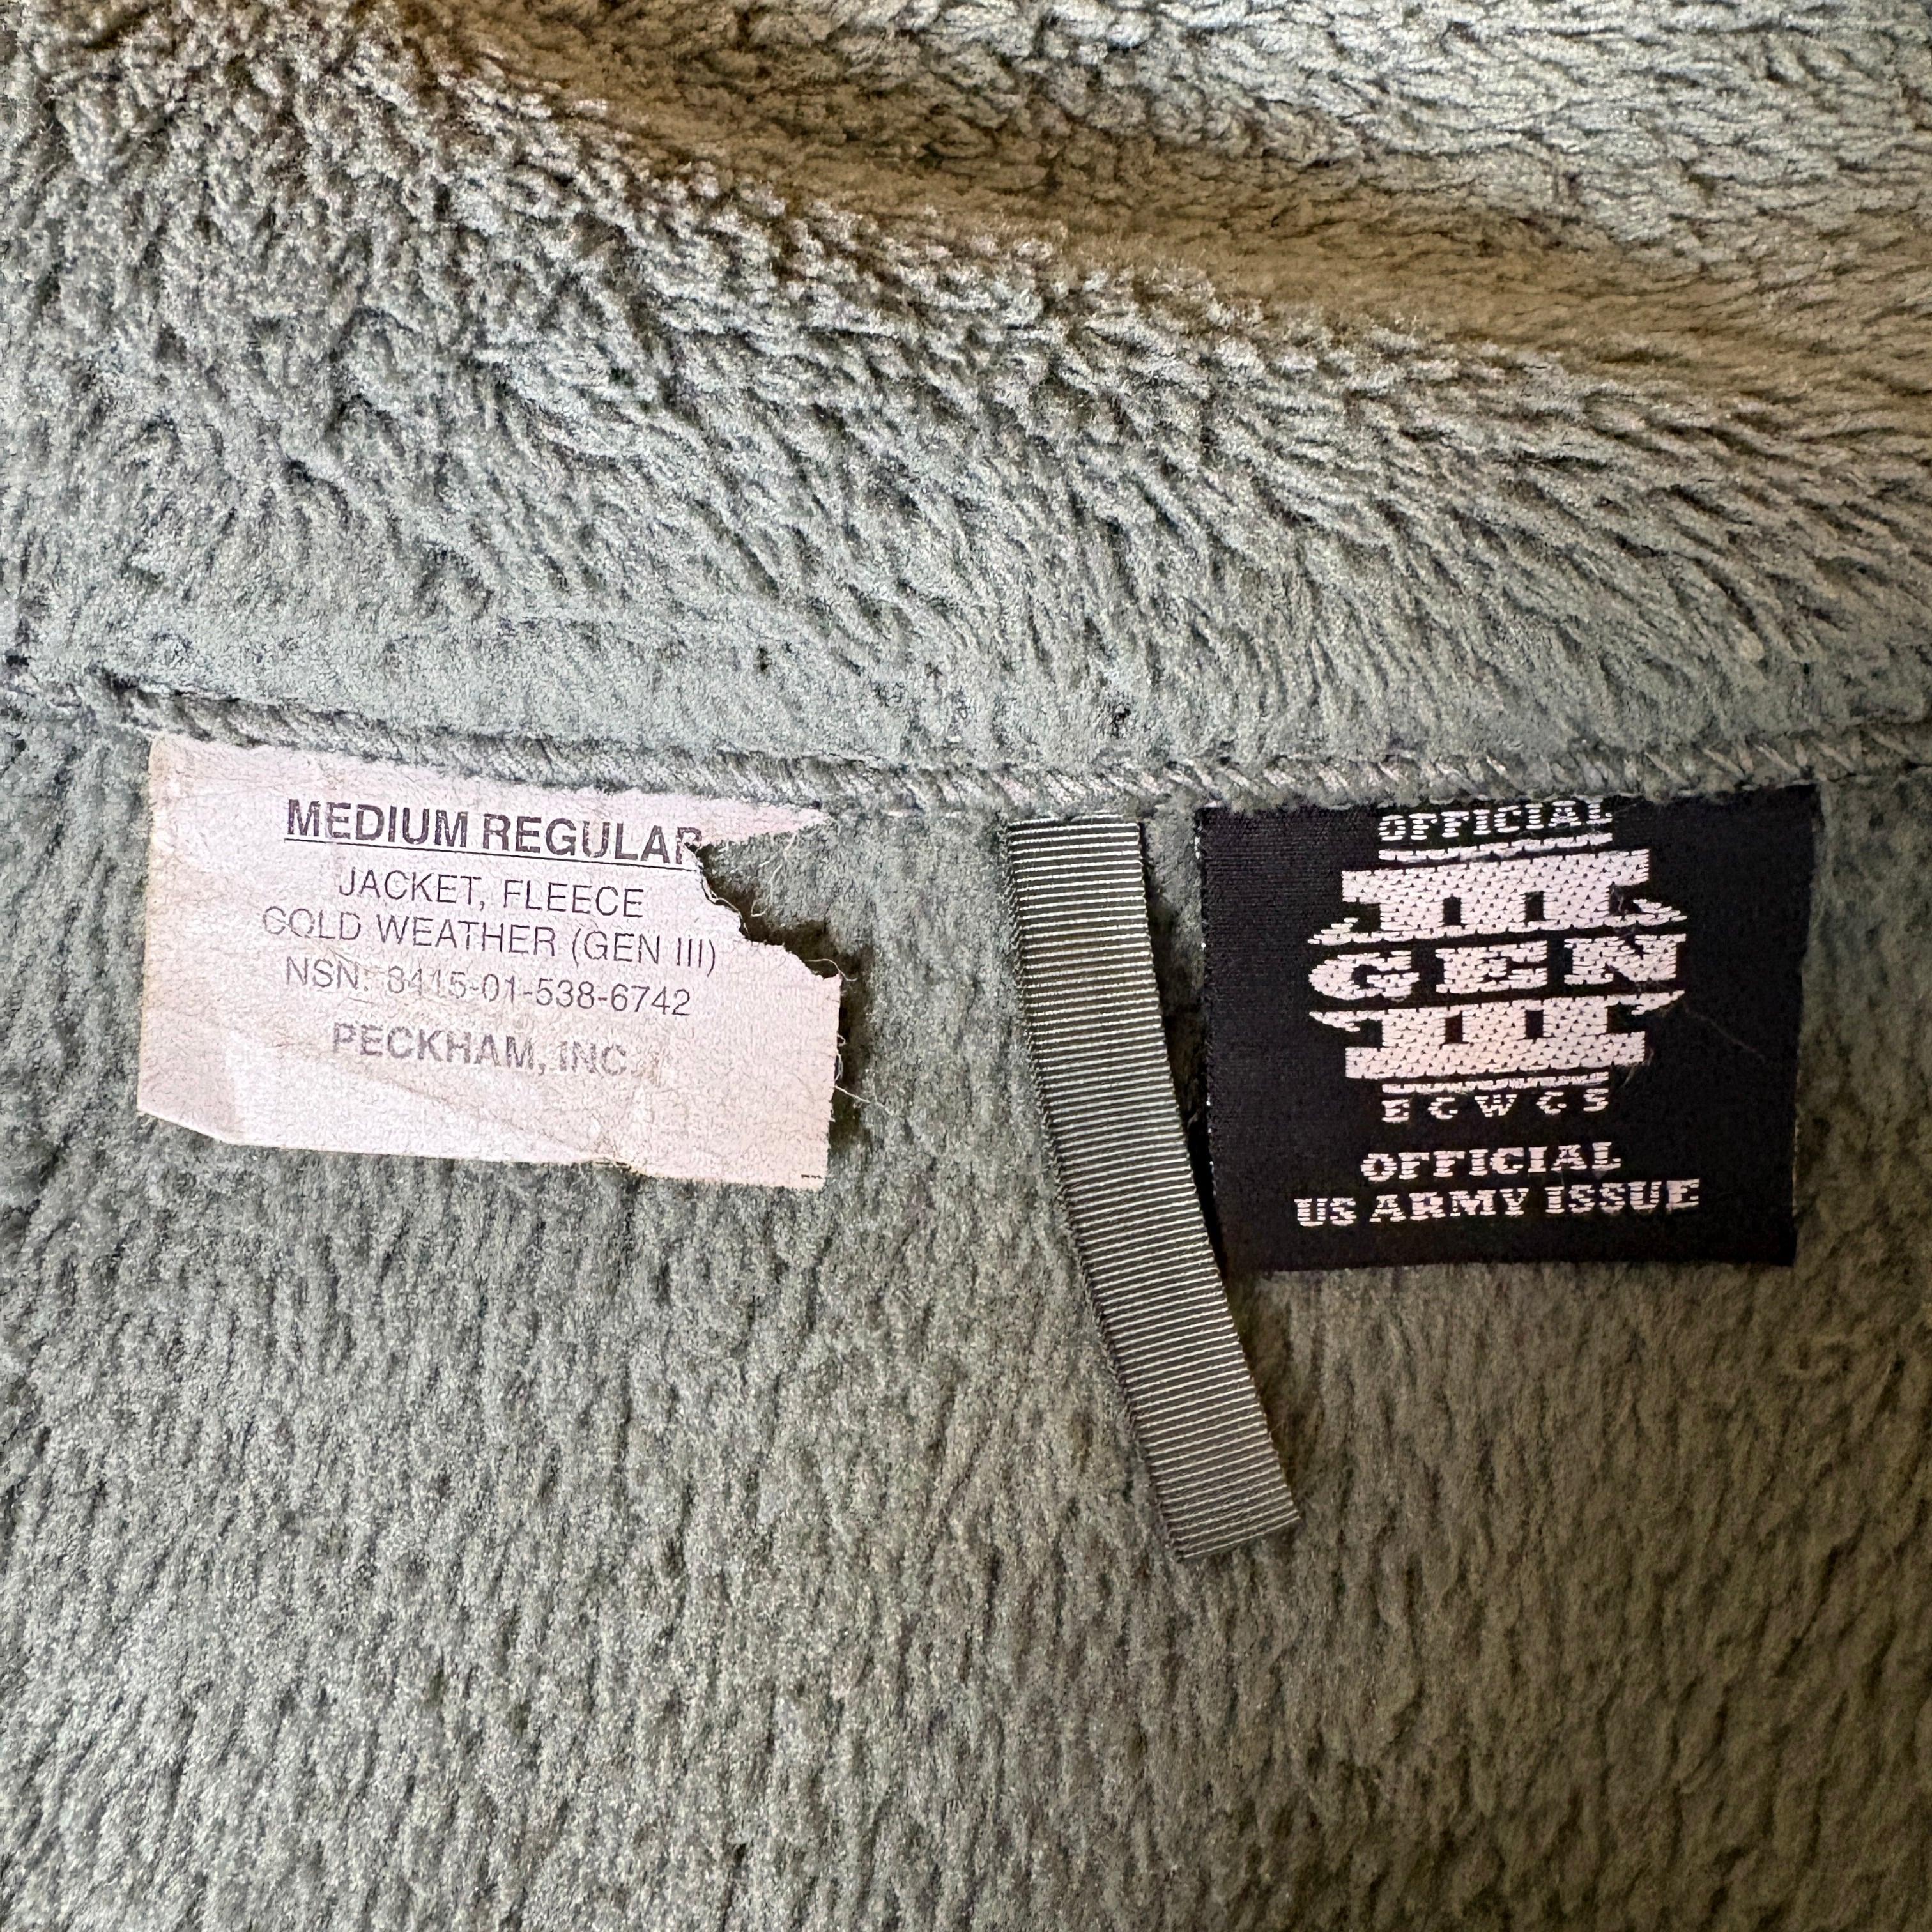 MEDIUM REGULAR
JACKET, FLEECE
COLD WEATHER (GEN III)
NSN: 8415-01-538-6742
PECKHAM, INC.
OFFICIAL
III
GEN
III
ECWCS
OFFICIAL
US ARMY ISSUE